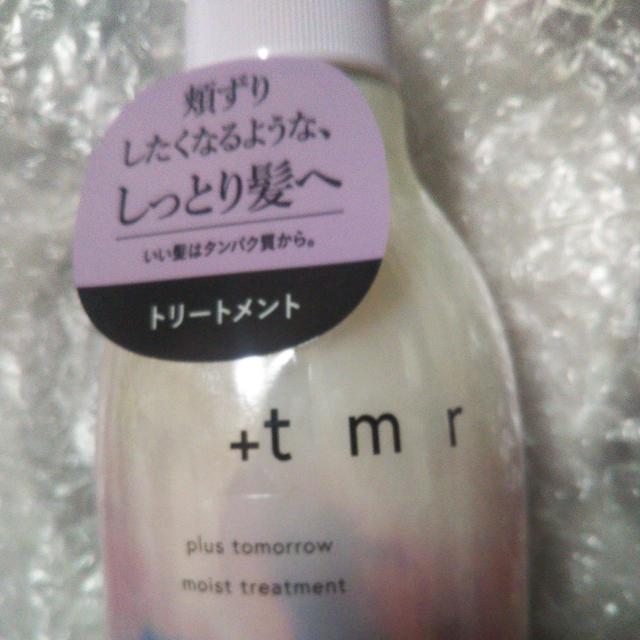 頬ずり
したくなるような、
しっとり髪へ
いい髪はタンパク質から。
トリートメント
+t m r
plus tomorrow
moist treatment